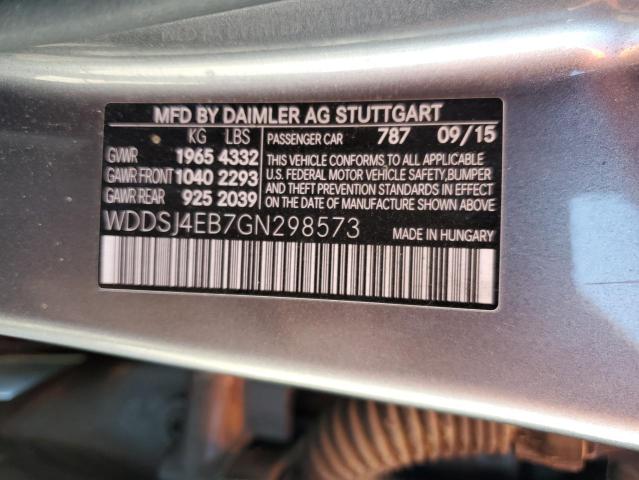 MFD BY DAIMLER AG STUTTGART
KG LBS PASSENGER CAR 787 09/15
GVWR 1965 4332
GAWR FRONT 1040 2293
GAWR REAR 925 2039
THIS VEHICLE CONFORMS TO ALL APPLICABLE
U.S. FEDERAL MOTOR VEHICLE SAFETY, BUMPER
AND THEFT PREVENTION STANDARDS IN EFFECT
ON THE DATE OF MANUFACTURE SHOWN ABOVE
WDDSJ4EB7GN298573
MADE IN HUNGARY